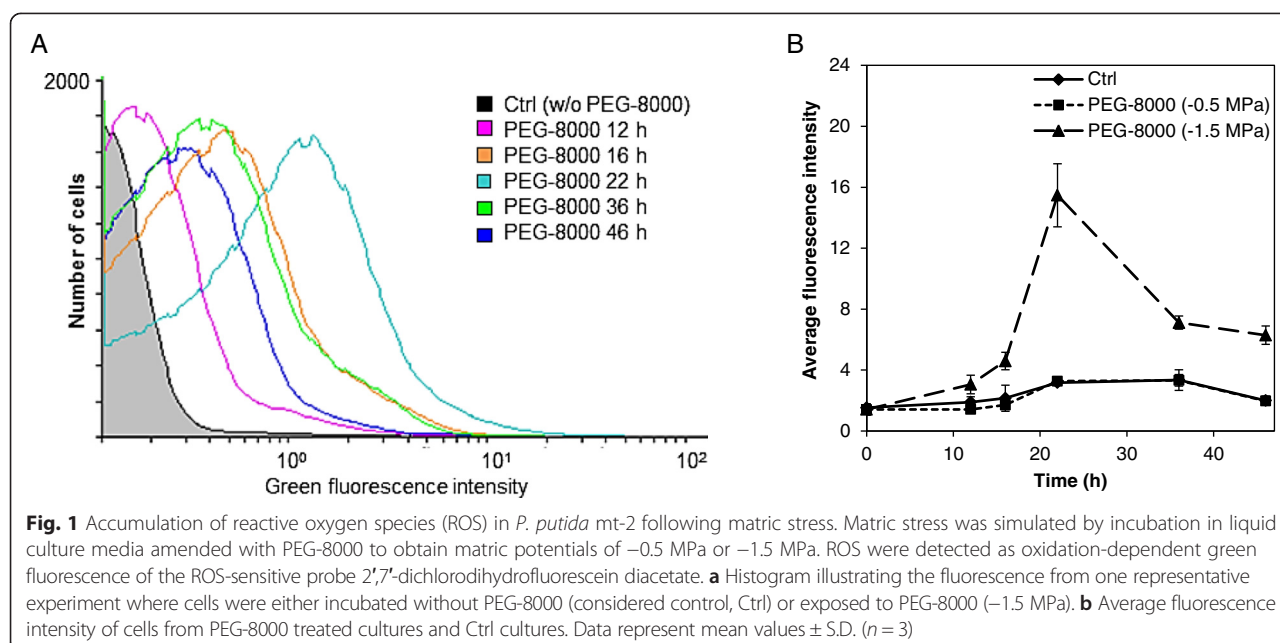 A
2000
Number of cells
Ctrl (w/o PEG-8000)
PEG-8000 12 h
PEG-8000 16 h
PEG-8000 22 h
PEG-8000 36 h
PEG-8000 46 h
10⁰ 10¹ 10²
Green fluorescence intensity
B
Average fluorescence intensity
24
20
16
12
8
4
0
Ctrl
PEG-8000 (-0.5 MPa)
PEG-8000 (-1.5 MPa)
0 10 20 30 40
Time (h)
Fig. 1 Accumulation of reactive oxygen species (ROS) in P. putida mt-2 following matric stress. Matric stress was simulated by incubation in liquid
culture media amended with PEG-8000 to obtain matric potentials of −0.5 MPa or −1.5 MPa. ROS were detected as oxidation-dependent green
fluorescence of the ROS-sensitive probe 2′,7′-dichlorodihydrofluorescein diacetate. a Histogram illustrating the fluorescence from one representative
experiment where cells were either incubated without PEG-8000 (considered control, Ctrl) or exposed to PEG-8000 (−1.5 MPa). b Average fluorescence
intensity of cells from PEG-8000 treated cultures and Ctrl cultures. Data represent mean values ± S.D. (n = 3)